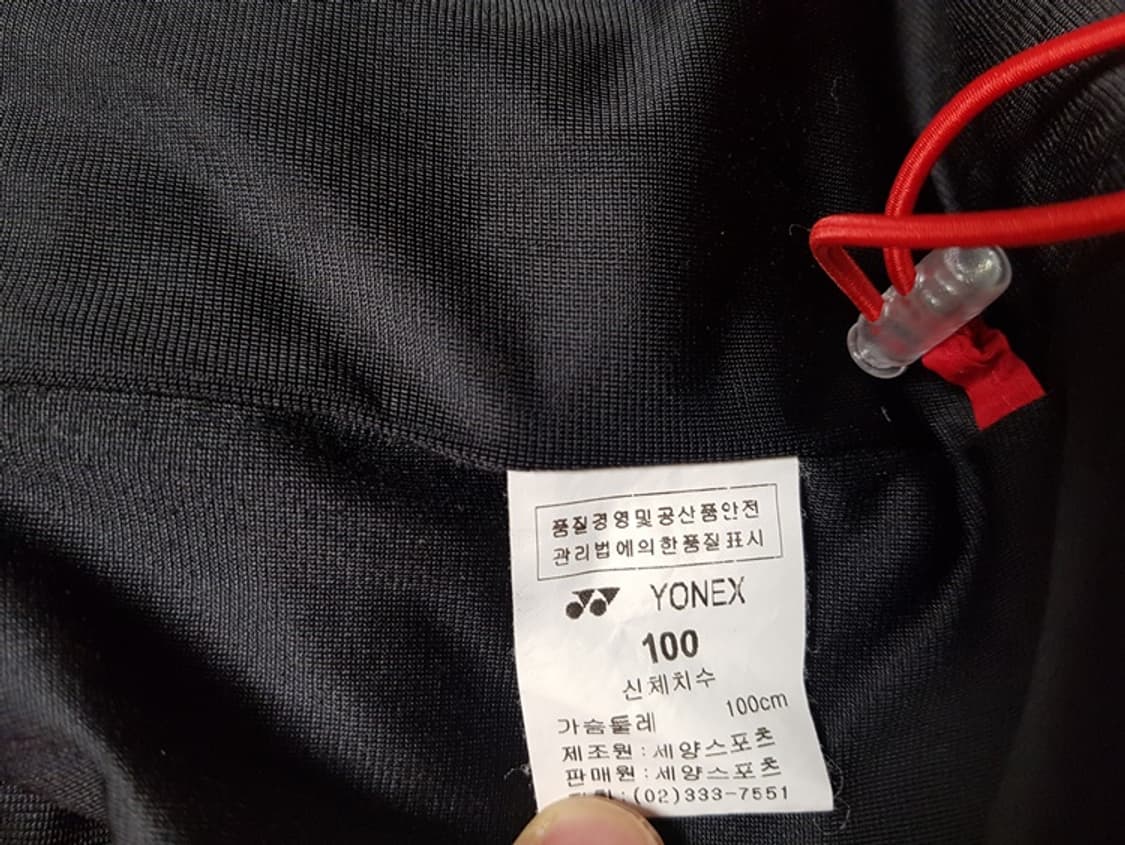 품질경영및공산품안전
관리법에의한품질표시
YONEX
100
신체치수
가슴둘레 100cm
제조원 : 세양스포츠
판매원 : 세양스포츠
:(02)333-7551